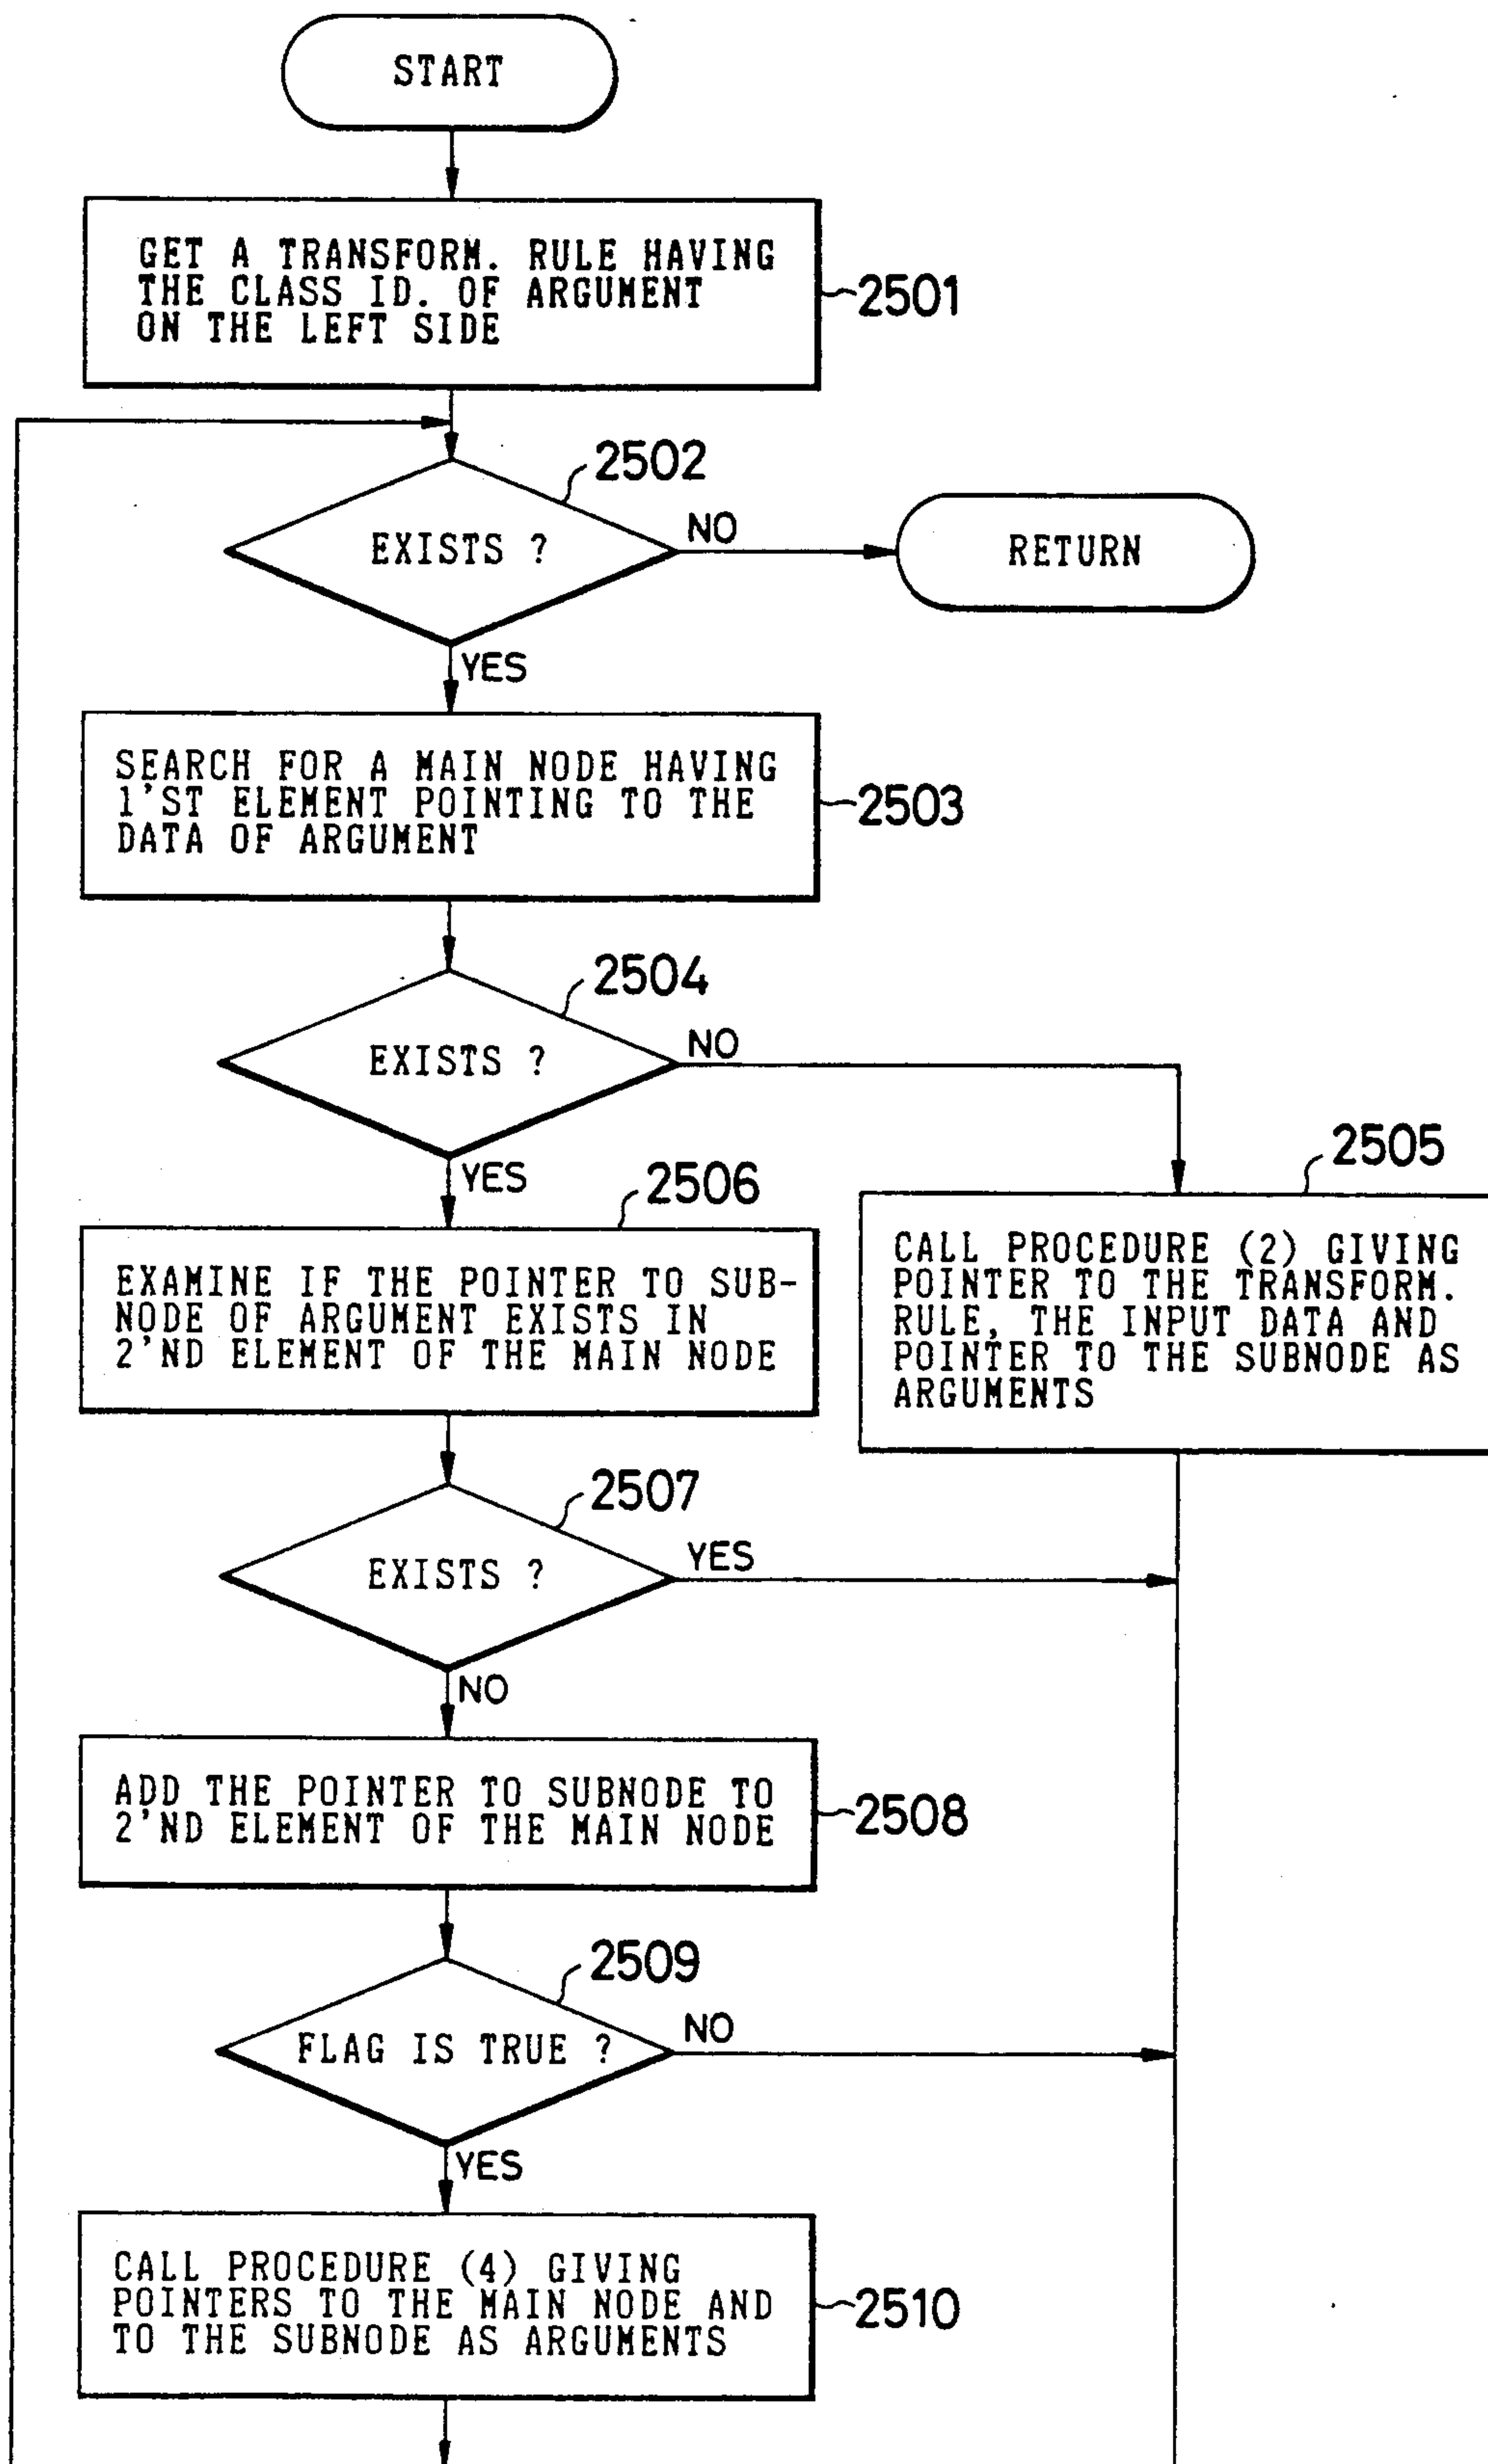 START
GET A TRANSFORM. RULE HAVING
THE CLASS ID. OF ARGUMENT
ON THE LEFT SIDE
2501
2502
EXISTS ?
NO
RETURN
YES
SEARCH FOR A MAIN NODE HAVING
1'ST ELEMENT POINTING TO THE
DATA OF ARGUMENT
2503
2504
EXISTS ?
NO
YES
2505
2506
EXAMINE IF THE POINTER TO SUB-
NODE OF ARGUMENT EXISTS IN
2'ND ELEMENT OF THE MAIN NODE
CALL PROCEDURE (2) GIVING
POINTER TO THE TRANSFORM.
RULE, THE INPUT DATA AND
POINTER TO THE SUBNODE AS
ARGUMENTS
2507
EXISTS ?
YES
NO
ADD THE POINTER TO SUBNODE TO
2'ND ELEMENT OF THE MAIN NODE
2508
2509
FLAG IS TRUE ?
NO
YES
CALL PROCEDURE (4) GIVING
POINTERS TO THE MAIN NODE AND
TO THE SUBNODE AS ARGUMENTS
2510